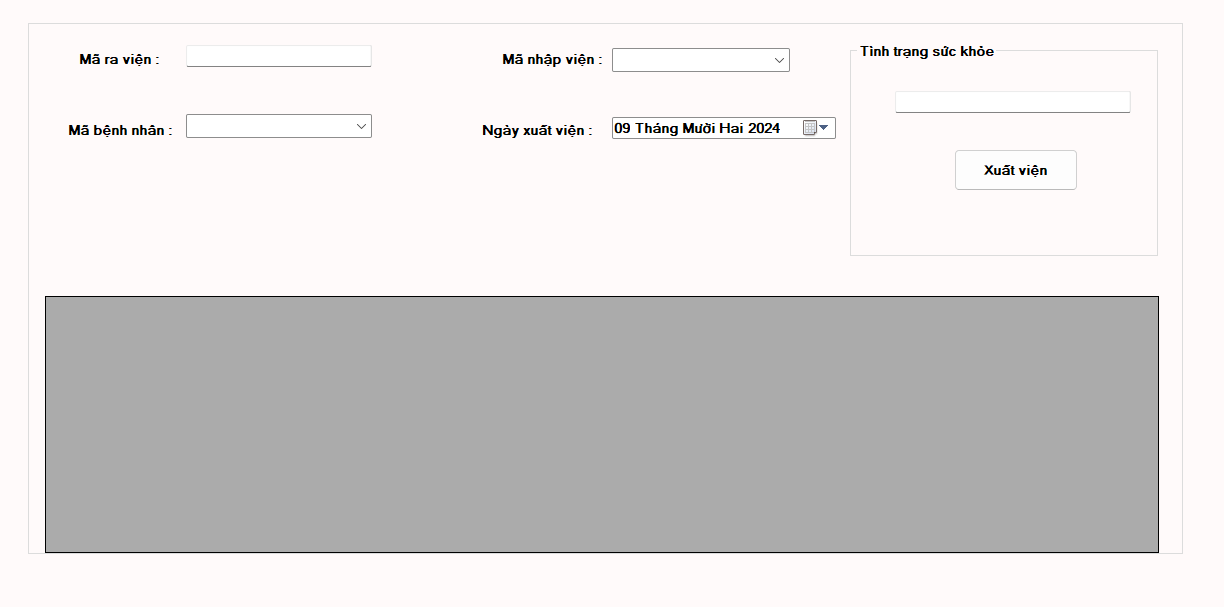 Mã ra viện :
Mã nhập viện :
Tình trạng sức khỏe
Mã bệnh nhân :
Ngày xuất viện :
09 Tháng Mười Hai 2024
Xuất viện